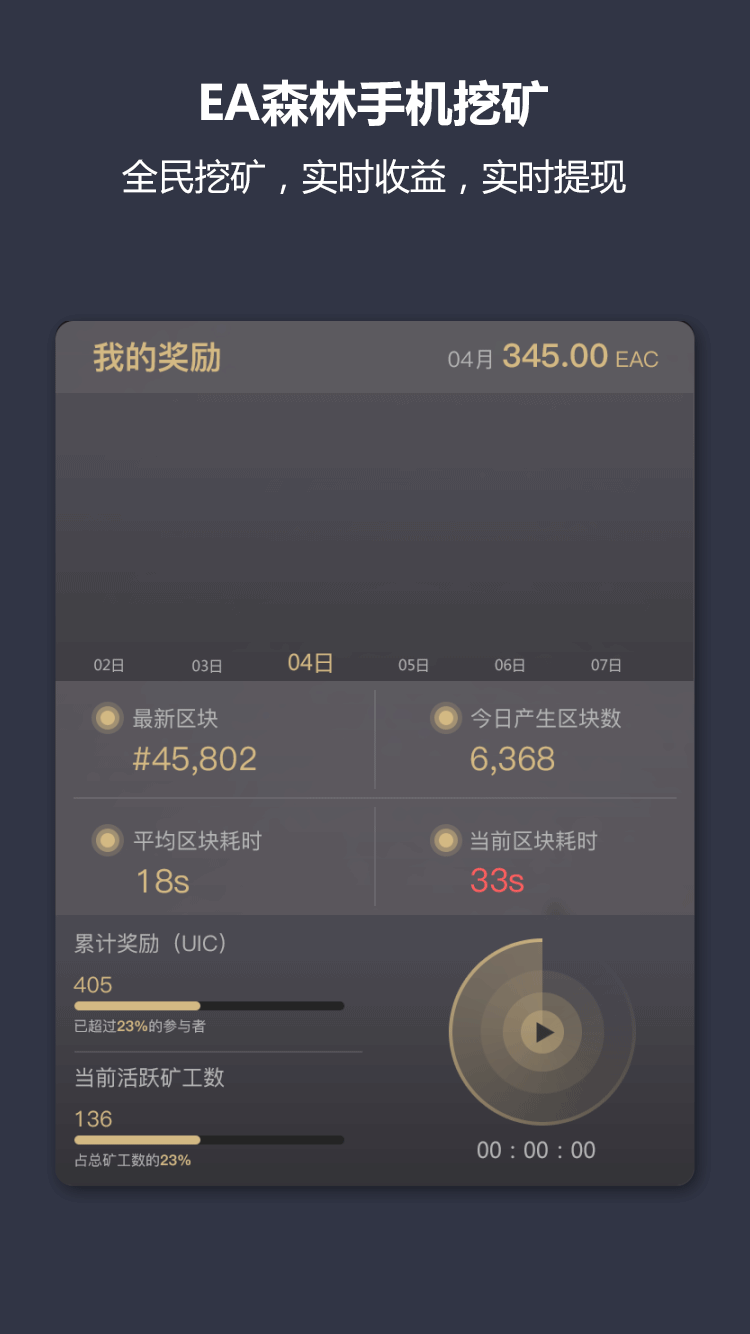 EA森林手机挖矿
全民挖矿，实时收益，实时提现
我的奖励 04月 345.00 EAC
02日 03日 04日 05日 06日 07日
最新区块 今日产生区块数
#45,802 6,368
平均区块耗时 当前区块耗时
18s 33s
累计奖励（UIC）
405
已超过23%的参与者
当前活跃矿工数
136
占总矿工数的23%
00 : 00 : 00